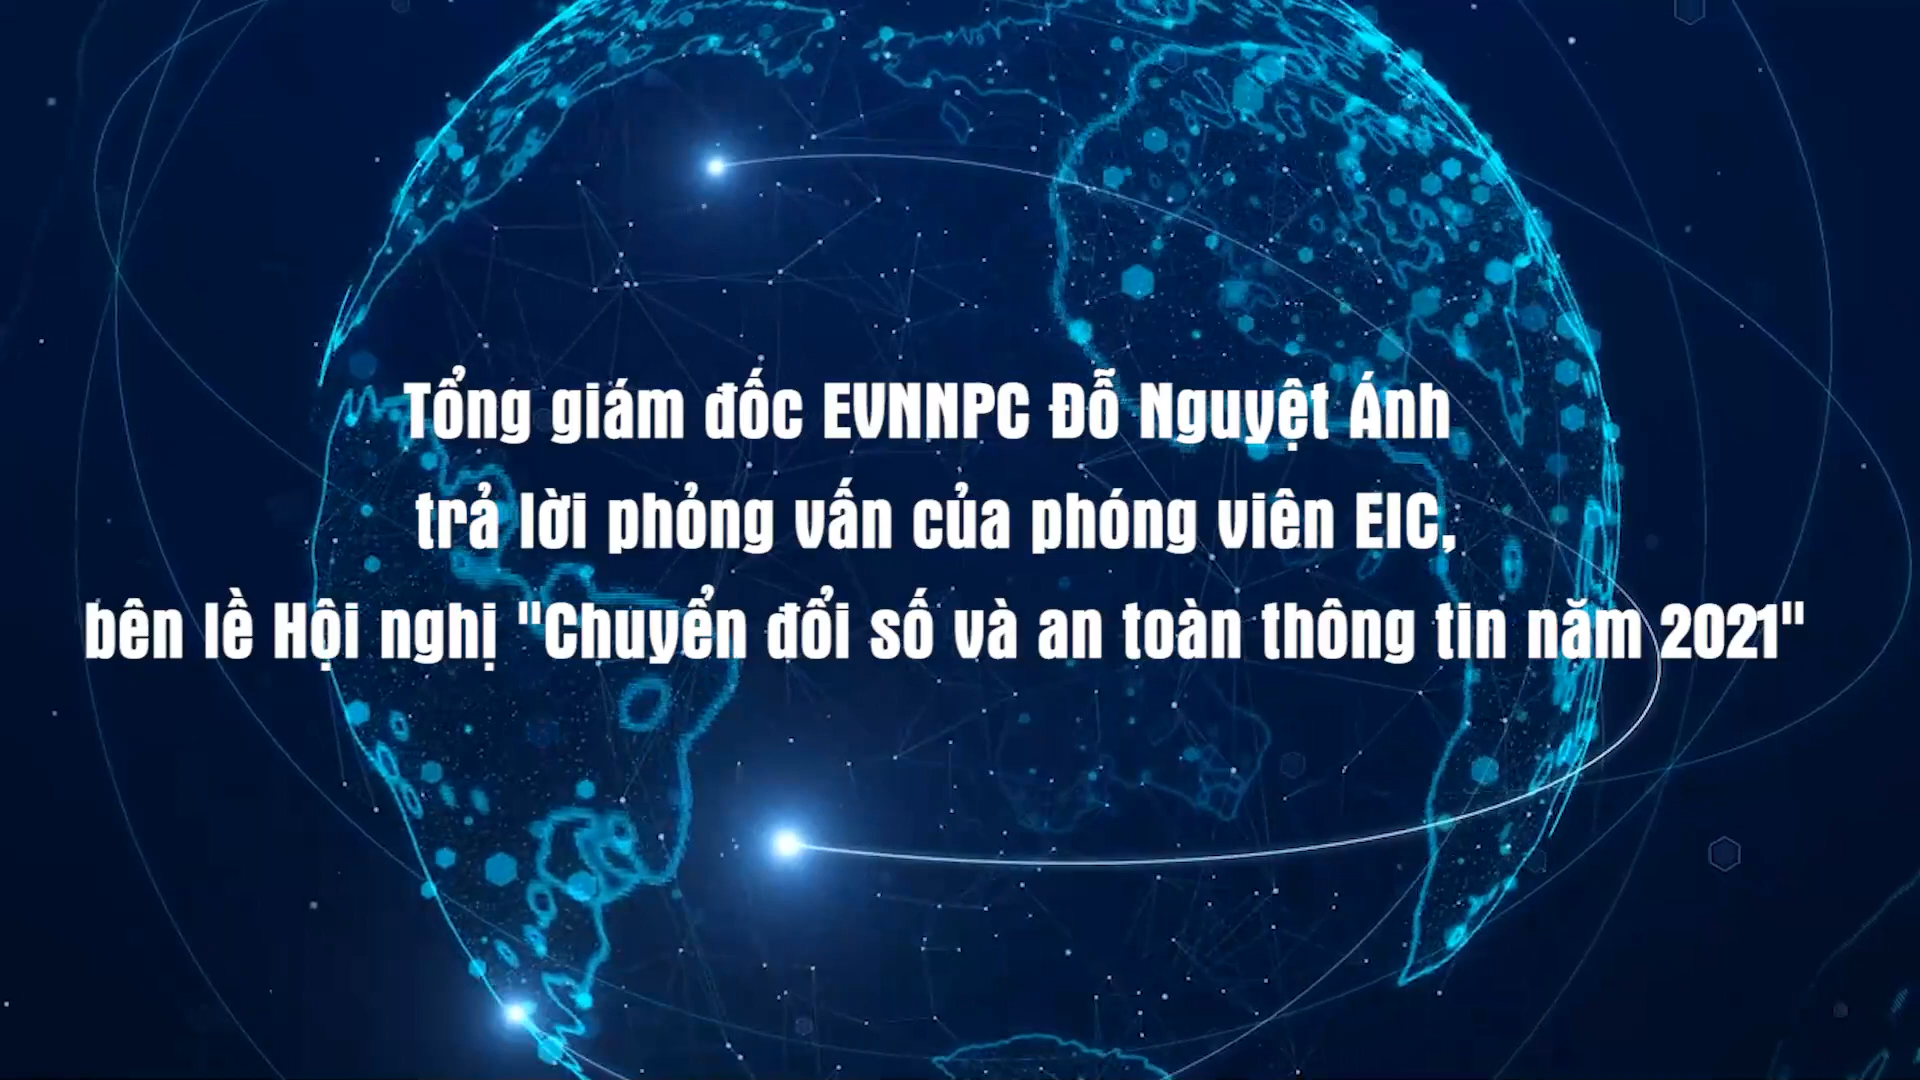 Tổng giám đốc EVNNPC Đỗ Nguyệt Ánh
trả lời phỏng vấn của phóng viên EIC,
bên lề Hội nghị "Chuyển đổi số và an toàn thông tin năm 2021"